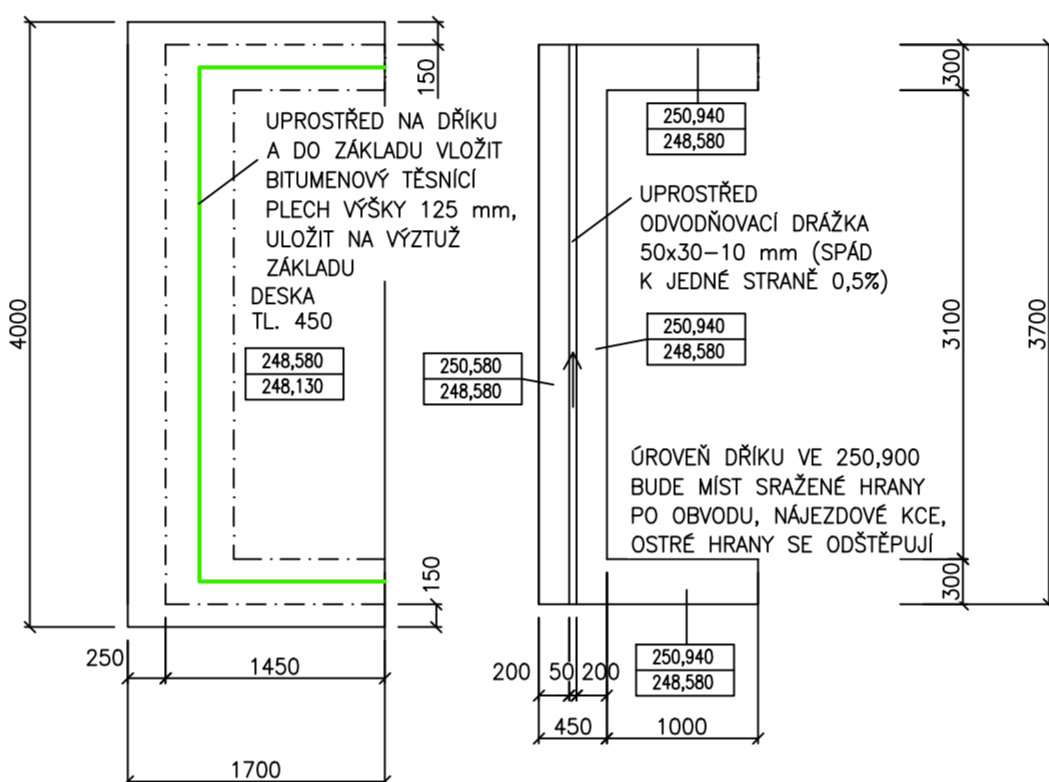 4000
150
UPROSTŘED NA DŘÍKU
A DO ZÁKLADU VLOŽIT
BITUMENOVÝ TĚSNÍCÍ
PLECH VÝŠKY 125 mm,
ULOŽIT NA VÝZTUŽ
ZÁKLADU
DESKA
TL. 450
248,580
248,130
150
250
1450
1700
250,940
248,580
UPROSTŘED
ODVODŇOVACÍ DRÁŽKA
50x30-10 mm (SPÁD
K JEDNÉ STRANĚ 0,5%)
250,940
248,580
250,580
248,580
ÚROVEŇ DŘÍKU VE 250,900
BUDE MÍST SRAŽENÉ HRANY
PO OBVODU, NÁJEZDOVÉ KCE,
OSTRÉ HRANY SE ODŠTĚPUJÍ
250,940
248,580
200 50 200
450
1000
300
3100
300
3700